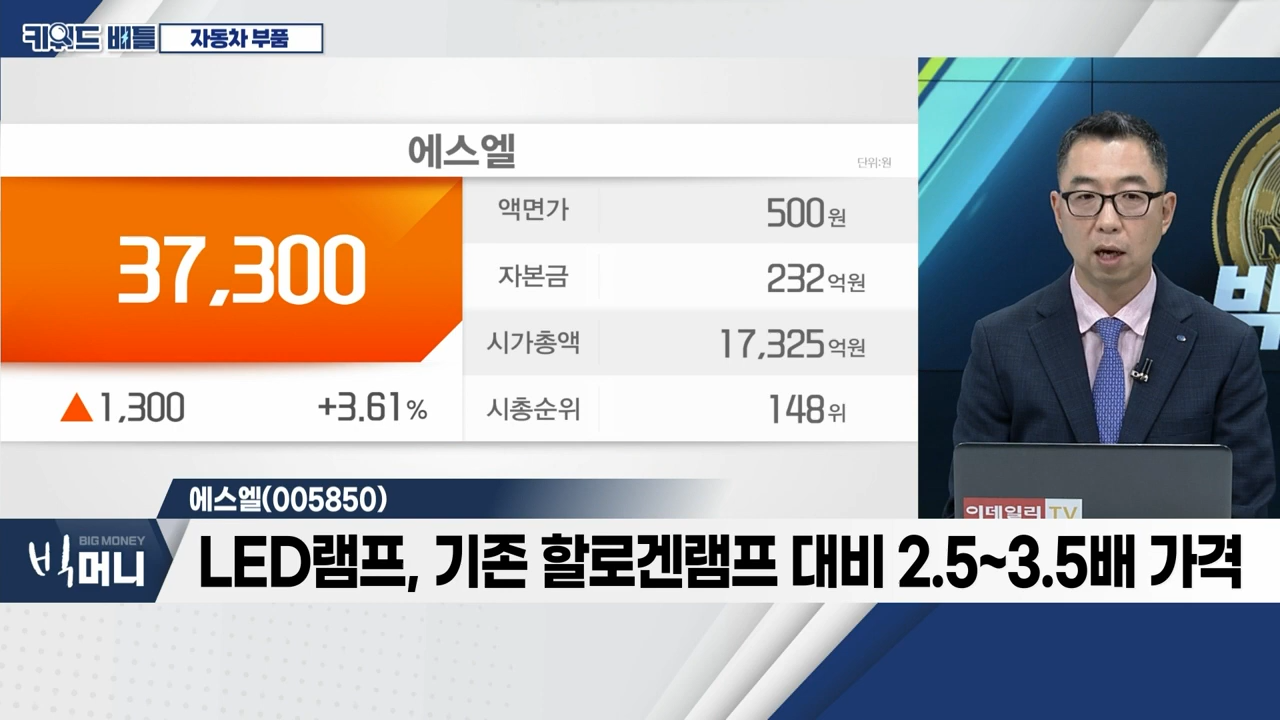 키워드 배틀
자동차 부품
에스엘
단위:원
37,300
▲1,300 +3.61%
액면가 500원
자본금 232억원
시가총액 17,325억원
시총순위 148위
이데일리TV
에스엘(005850)
BIG MONEY
빅머니
LED램프, 기존 할로겐램프 대비 2.5~3.5배 가격